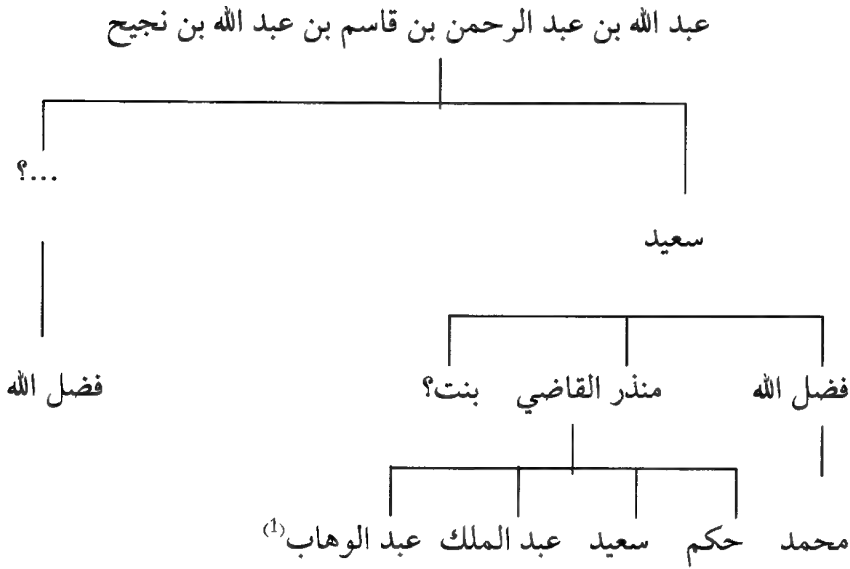 عبد الله بن عبد الرحمن بن قاسم بن عبد الله بن نجيح
...؟
سعيد
فضل الله منذر القاضي بنت؟ فضل الله
محمد حكم سعيد عبد الملك عبد الوهاب(1)